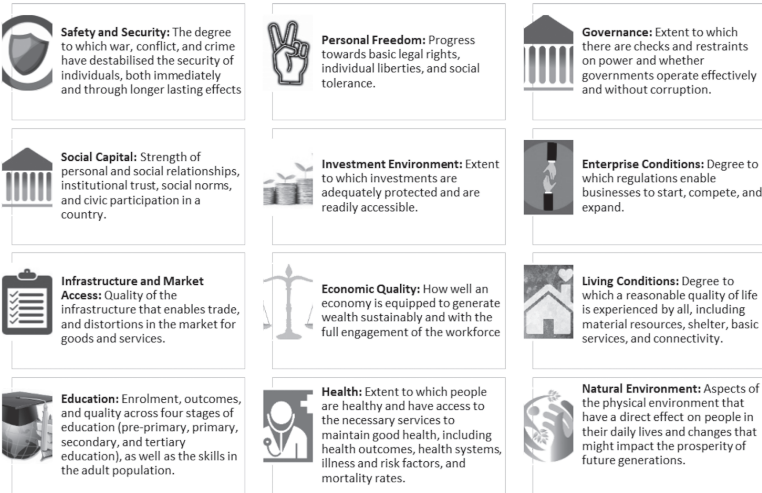 Safety and Security: The degree
to which war, conflict, and crime
have destabilised the security of
individuals, both immediately
and through longer lasting effects
Personal Freedom: Progress
towards basic legal rights,
individual liberties, and social
tolerance.
Governance: Extent to which
there are checks and restraints
on power and whether
governments operate effectively
and without corruption.
Social Capital: Strength of
personal and social relationships,
institutional trust, social norms,
and civic participation in a
country.
Investment Environment: Extent
to which investments are
adequately protected and are
readily accessible.
Enterprise Conditions: Degree to
which regulations enable
businesses to start, compete, and
expand.
Infrastructure and Market
Access: Quality of the
infrastructure that enables trade,
and distortions in the market for
goods and services.
Economic Quality: How well an
economy is equipped to generate
wealth sustainably and with the
full engagement of the workforce
Living Conditions: Degree to
which a reasonable quality of life
is experienced by all, including
material resources, shelter, basic
services, and connectivity.
Education: Enrolment, outcomes,
and quality across four stages of
education (pre-primary, primary,
secondary, and tertiary
education), as well as the skills in
the adult population.
Health: Extent to which people
are healthy and have access to
the necessary services to
maintain good health, including
health outcomes, health systems,
illness and risk factors, and
mortality rates.
Natural Environment: Aspects of
the physical environment that
have a direct effect on people in
their daily lives and changes that
might impact the prosperity of
future generations.